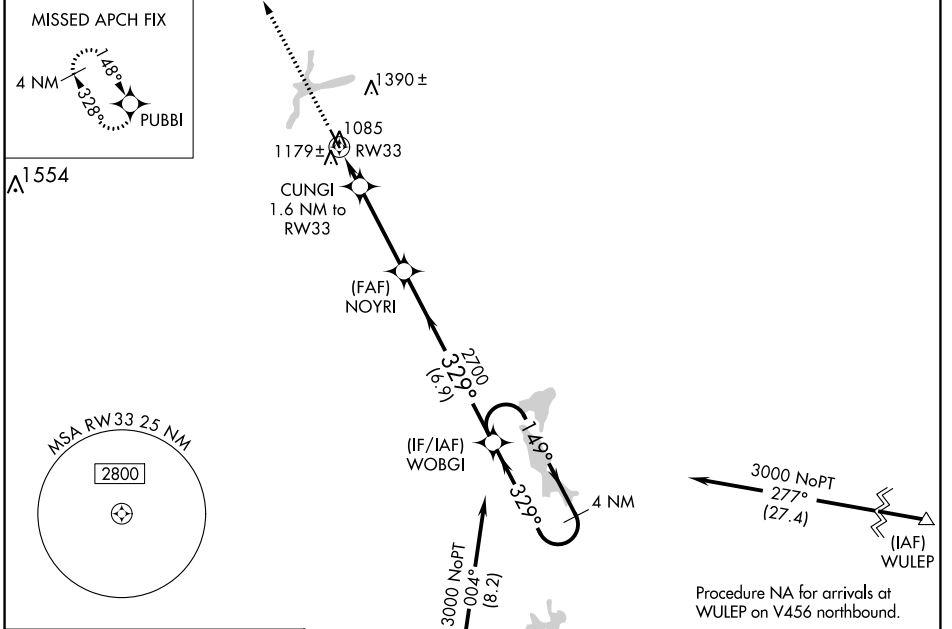 MISSED APCH FIX
4 NM
148°
328°
PUBBI
1390 ±
1085
1179 ±
RW33
1554
CUNGI
1.6 NM to
RW33
(FAF)
NOYRI
2700
329°
(6.9)
MSA RW33 25 NM
2800
(IF/IAF)
WOBGI
149°
329°
4 NM
3000 NoPT
277°
(27.4)
(IAF)
WULEP
3000 NoPT
004°
(8.2)
Procedure NA for arrivals at
WULEP on V456 northbound.